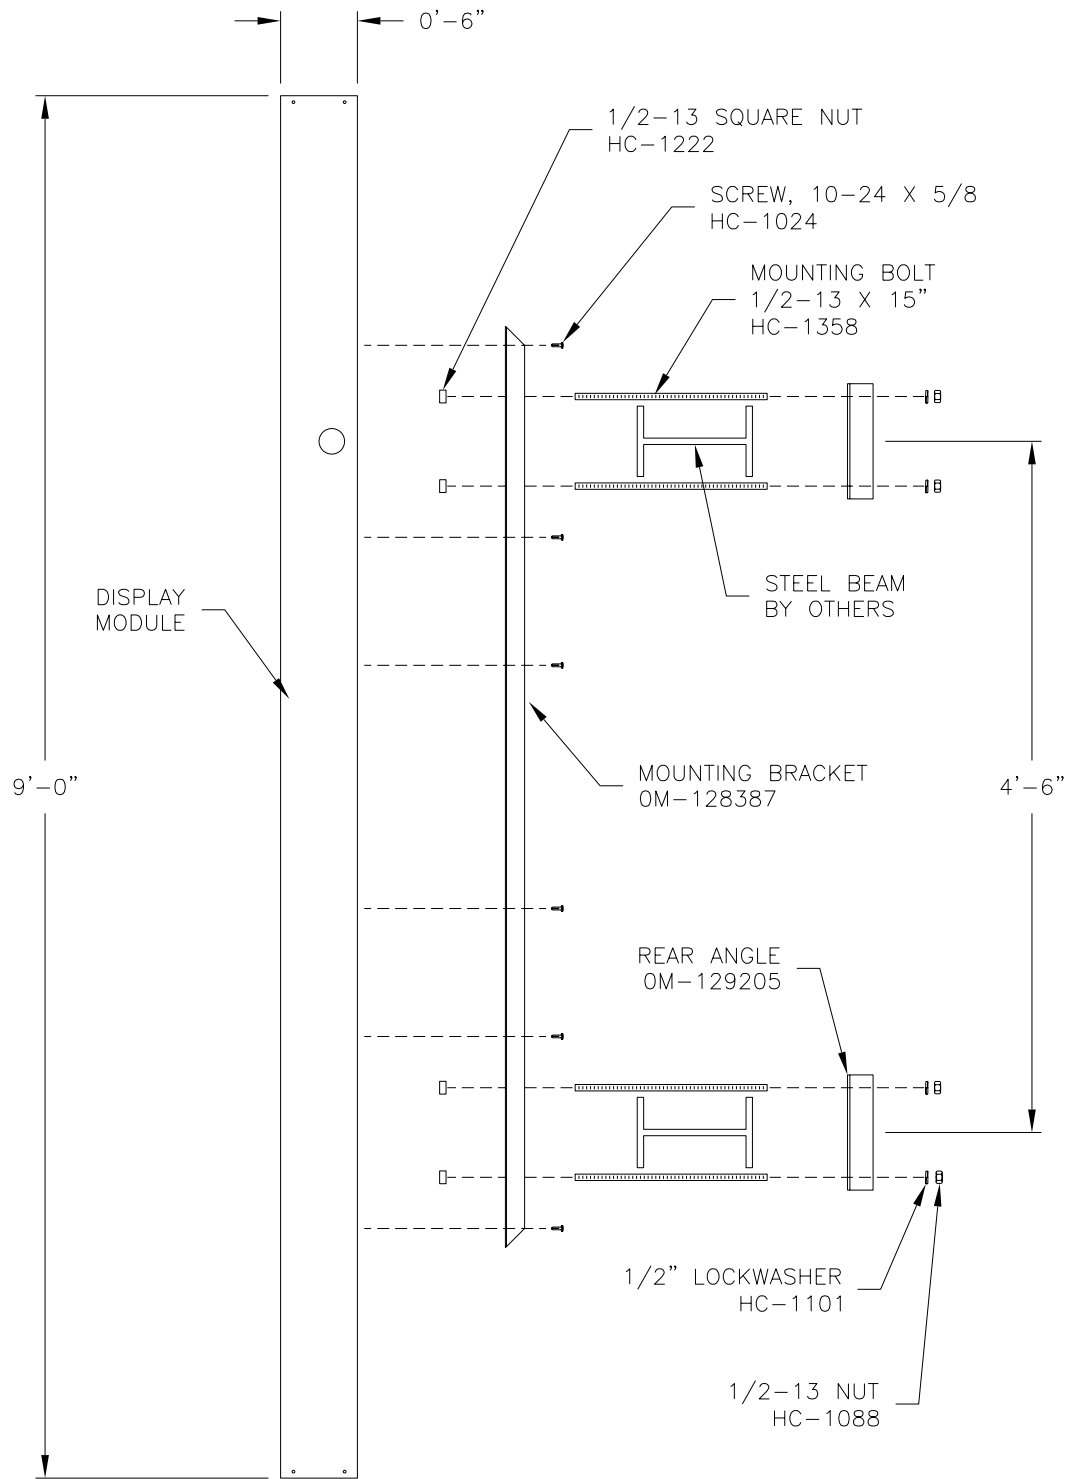 0'-6"
1/2-13 SQUARE NUT
HC-1222
SCREW, 10-24 X 5/8
HC-1024
MOUNTING BOLT
1/2-13 X 15"
HC-1358
STEEL BEAM
BY OTHERS
DISPLAY
MODULE
9'-0"
MOUNTING BRACKET
0M-128387
4'-6"
REAR ANGLE
0M-129205
1/2" LOCKWASHER
HC-1101
1/2-13 NUT
HC-1088